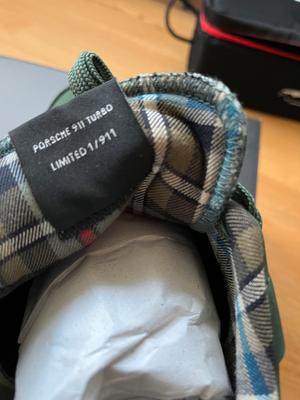 PORSCHE 911 TURBO
LIMITED 1/911